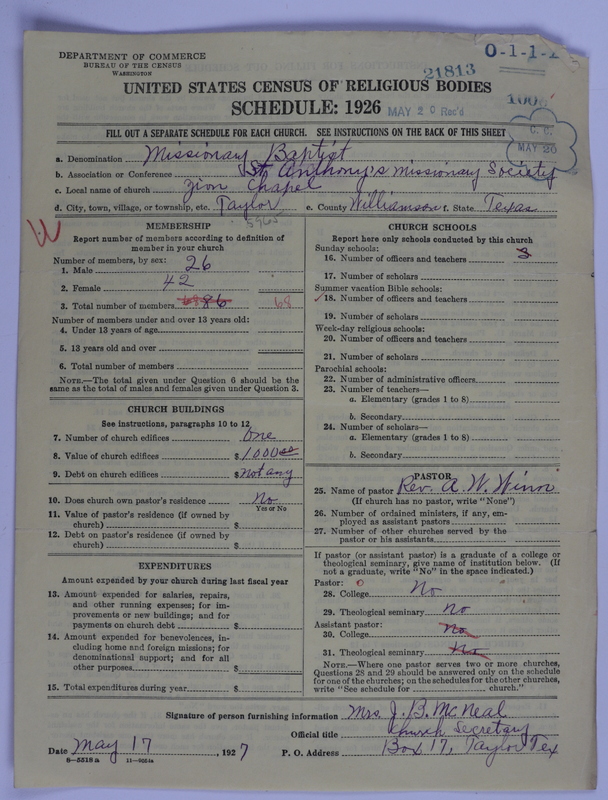 DEPARTMENT OF COMMERCE
BUREAU OF THE CENSUS
WASHINGTON
0-1-1-
21813
UNITED STATES CENSUS OF RELIGIOUS BODIES
SCHEDULE: 1926
MAY 20 Rec'd
C. C.
MAY 20
FILL OUT A SEPARATE SCHEDULE FOR EACH CHURCH. SEE INSTRUCTIONS ON THE BACK OF THIS SHEET
a. Denomination Missionary Baptist
b. Association or Conference St Anthony's Missionary Society
c. Local name of church Zion Chapel
d. City, town, village, or township, etc. Taylor e. County Williamson f. State Texas
MEMBERSHIP
Report number of members according to definition of
member in your church
Number of members, by sex:
1. Male 26
2. Female 42
3. Total number of members 68
Number of members under and over 13 years old:
4. Under 13 years of age
5. 13 years old and over
6. Total number of members
NOTE.—The total given under Question 6 should be the
same as the total of males and females given under Question 3.
CHURCH BUILDINGS
See instructions, paragraphs 10 to 12
7. Number of church edifices One
8. Value of church edifices $1000 00
9. Debt on church edifices $ not any
10. Does church own pastor's residence No
Yes or No
11. Value of pastor's residence (if owned by
church) $
12. Debt on pastor's residence (if owned by
church) $
EXPENDITURES
Amount expended by your church during last fiscal year
13. Amount expended for salaries, repairs,
and other running expenses; for im-
provements or new buildings; and for
payments on church debt $
14. Amount expended for benevolences, in-
cluding home and foreign missions; for
denominational support; and for all
other purposes $
15. Total expenditures during year $
CHURCH SCHOOLS
Report here only schools conducted by this church
Sunday schools:
16. Number of officers and teachers 3
17. Number of scholars
Summer vacation Bible schools:
18. Number of officers and teachers
19. Number of scholars
Week-day religious schools:
20. Number of officers and teachers
21. Number of scholars
Parochial schools:
22. Number of administrative officers
23. Number of teachers—
a. Elementary (grades 1 to 8)
b. Secondary
24. Number of scholars—
a. Elementary (grades 1 to 8)
b. Secondary
PASTOR
25. Name of pastor Rev. A. W. Winn
(If church has no pastor, write "None")
26. Number of ordained ministers, if any, em-
ployed as assistant pastors
27. Number of other churches served by the
pastor or his assistants
If pastor (or assistant pastor) is a graduate of a college or
theological seminary, give name of institution below. (If
not a graduate, write "No" in the space indicated.)
Pastor: 0
28. College No
29. Theological seminary No
Assistant pastor:
30. College No
31. Theological seminary No
NOTE.—Where one pastor serves two or more churches,
Questions 28 and 29 should be answered only on the schedule
for one of the churches; on the schedules for the other churches,
write "See schedule for church."
Signature of person furnishing information Mrs. J. B. McNeal
Official title Church Secretary
Date May 17, 1927 P. O. Address Box 17, Taylor Tex